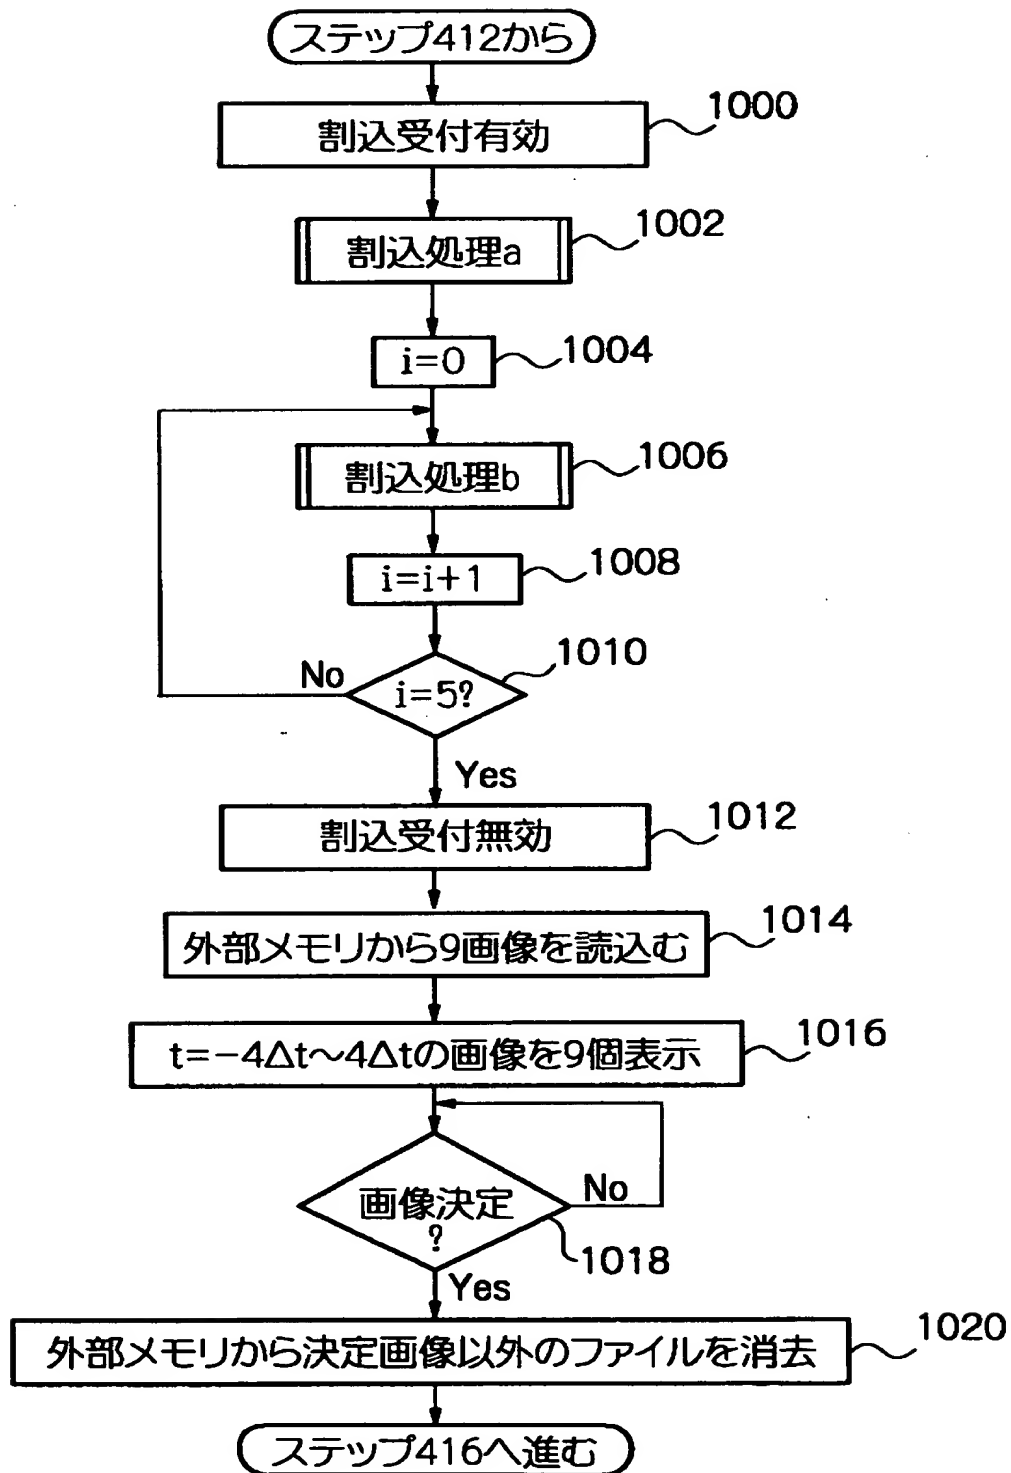 ステップ412から
割込受付有効
1000
割込処理a
1002
i=0
1004
割込処理b
1006
i=i+1
1008
i=5?
1010
No
Yes
割込受付無効
1012
外部メモリから9画像を読込む
1014
t=-4Δt~4Δtの画像を9個表示
1016
画像決定
?
No
1018
Yes
外部メモリから決定画像以外のファイルを消去
1020
ステップ416へ進む